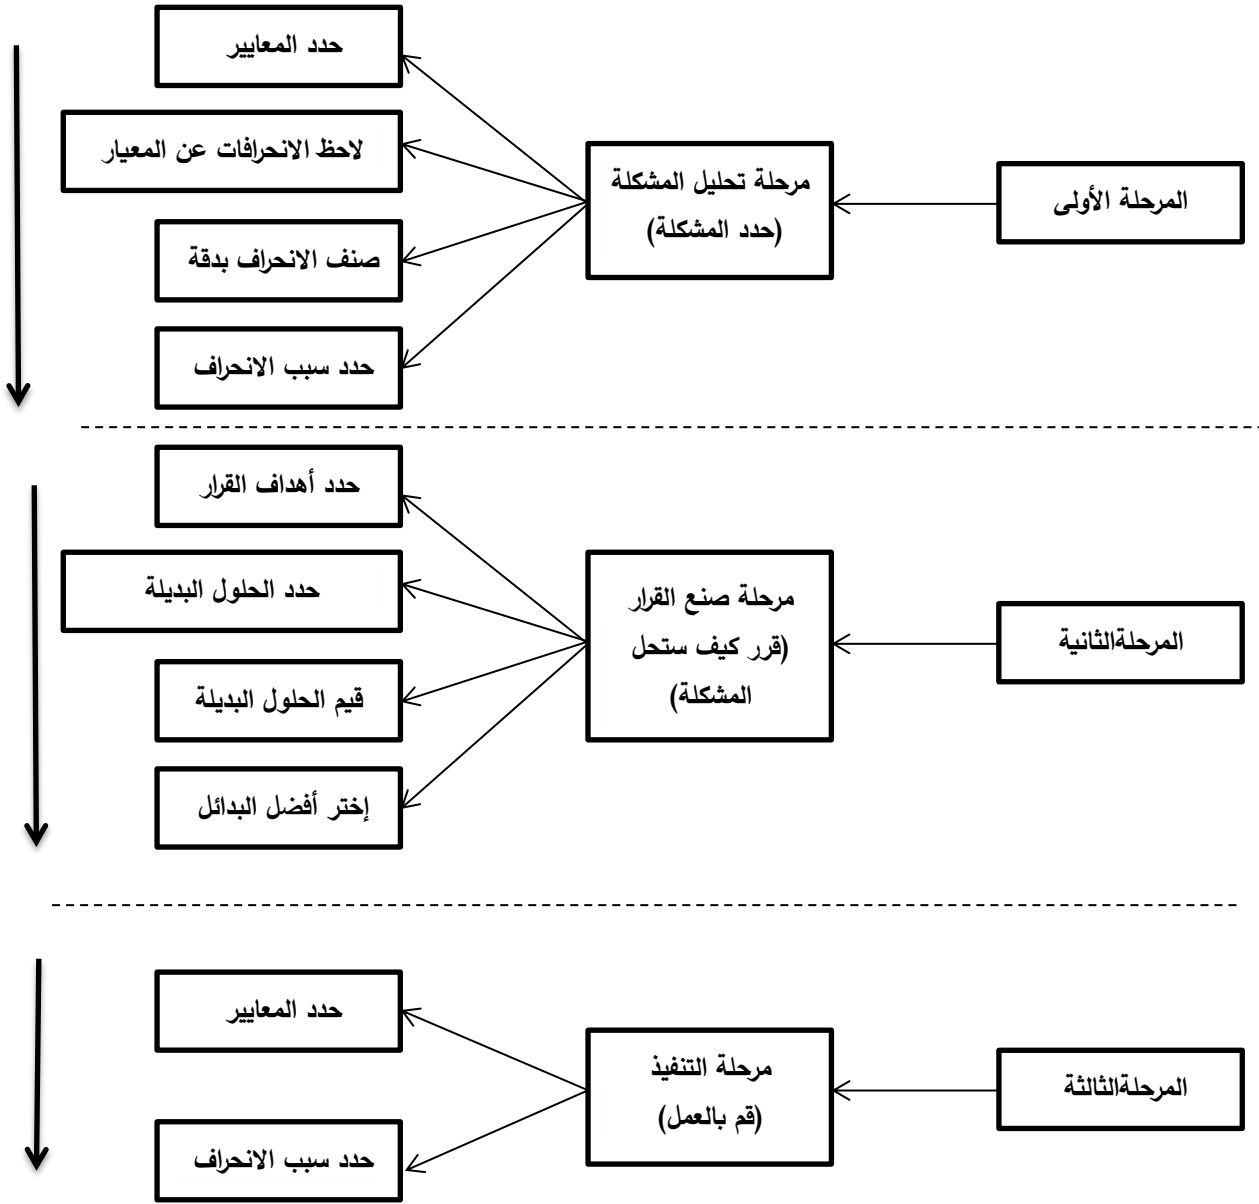 المرحلة الأولى
مرحلة تحليل المشكلة
(حدد المشكلة)
حدد المعايير
لاحظ الانحرافات عن المعيار
صنف الانحراف بدقة
حدد سبب الانحراف
المرحلةالثانية
مرحلة صنع القرار
(قرر كيف ستحل
المشكلة)
حدد أهداف القرار
حدد الحلول البديلة
قيم الحلول البديلة
إختر أفضل البدائل
المرحلةالثالثة
مرحلة التنفيذ
(قم بالعمل)
حدد المعايير
حدد سبب الانحراف